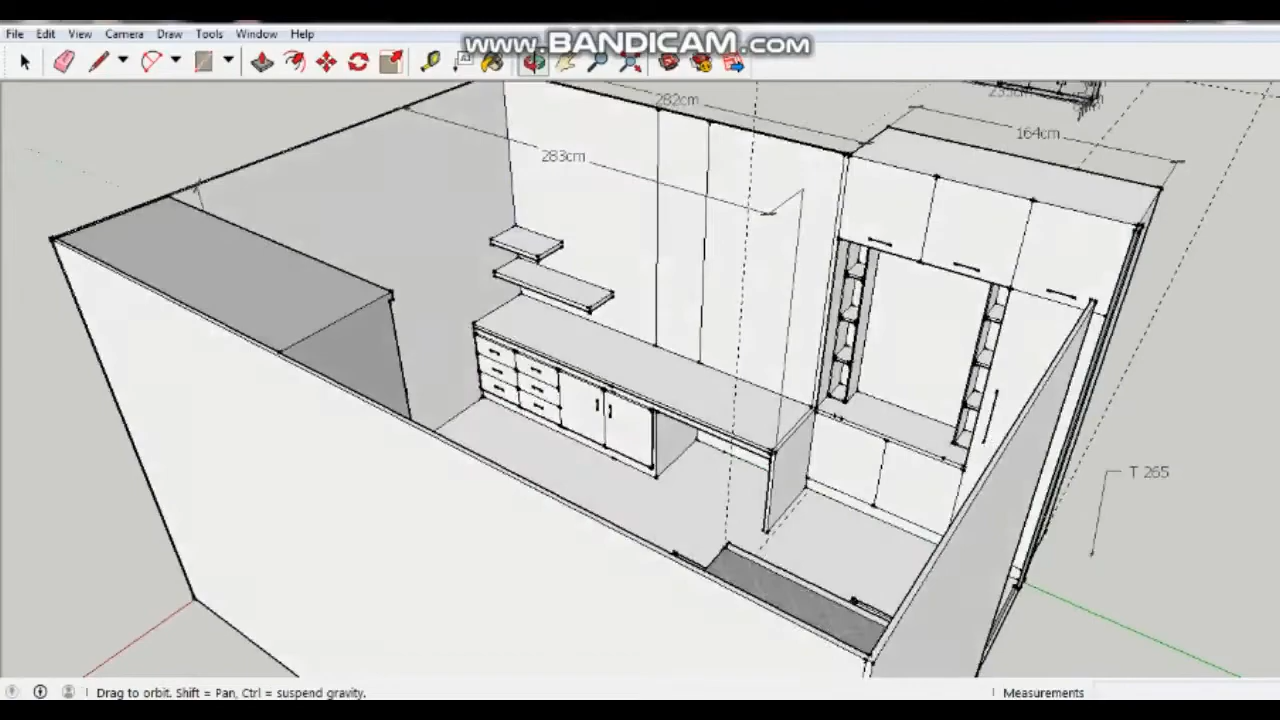 File Edit View Camera Draw Tools Window Help
www.BANDICAM.com
282cm
164cm
283cm
T 265
Drag to orbit. Shift = Pan, Ctrl = suspend gravity.
Measurements